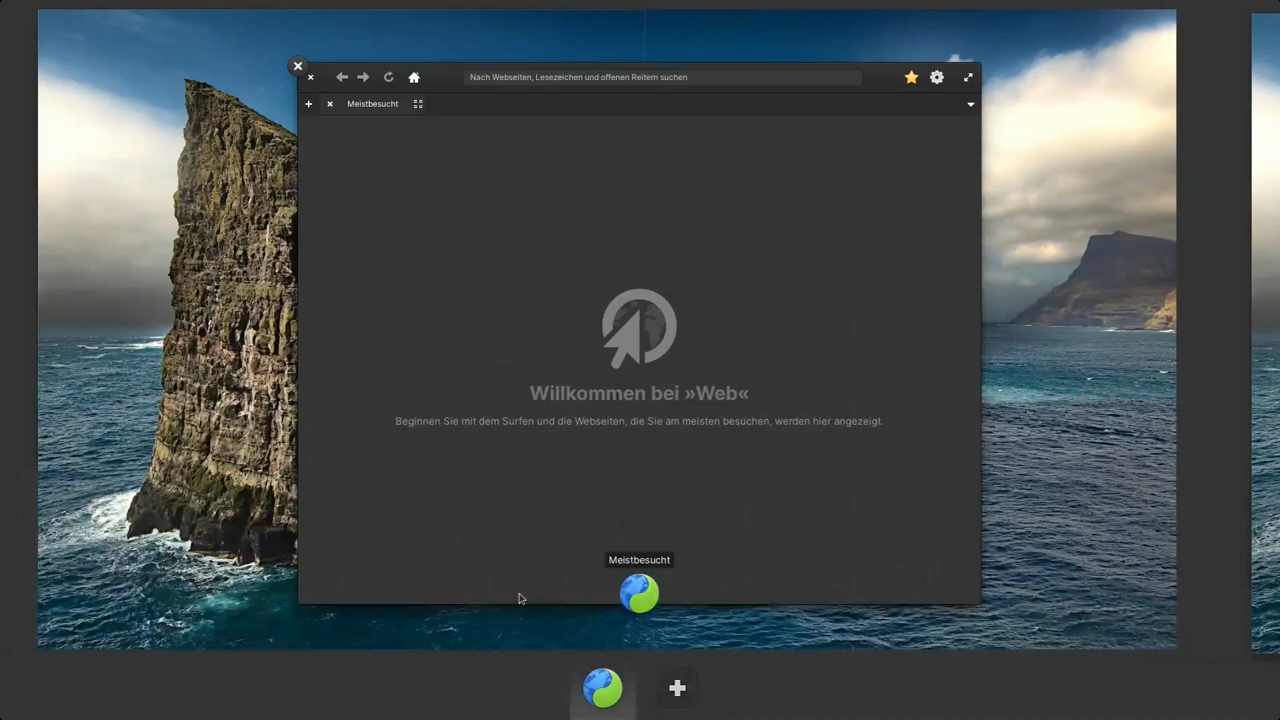 Nach Webseiten, Lesezeichen und offenen Reitern suchen
Meistbesucht
Willkommen bei »Web«
Beginnen Sie mit dem Surfen und die Webseiten, die Sie am meisten besuchen, werden hier angezeigt.
Meistbesucht